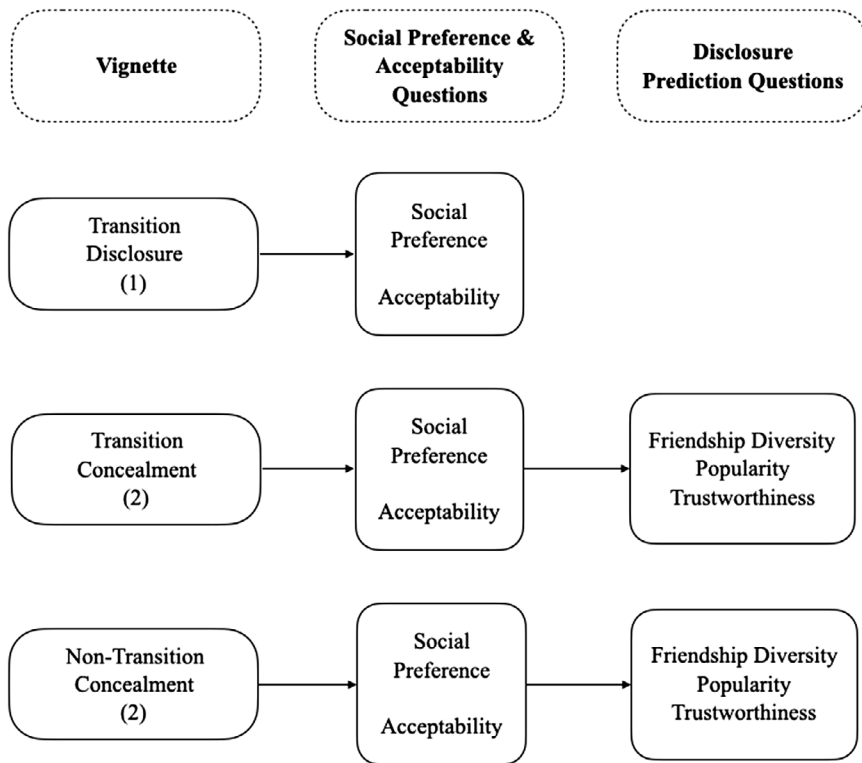 Vignette
Social Preference &
Acceptability
Questions
Disclosure
Prediction Questions
Transition
Disclosure
(1)
Social
Preference
Acceptability
Transition
Concealment
(2)
Social
Preference
Acceptability
Friendship Diversity
Popularity
Trustworthiness
Non-Transition
Concealment
(2)
Social
Preference
Acceptability
Friendship Diversity
Popularity
Trustworthiness